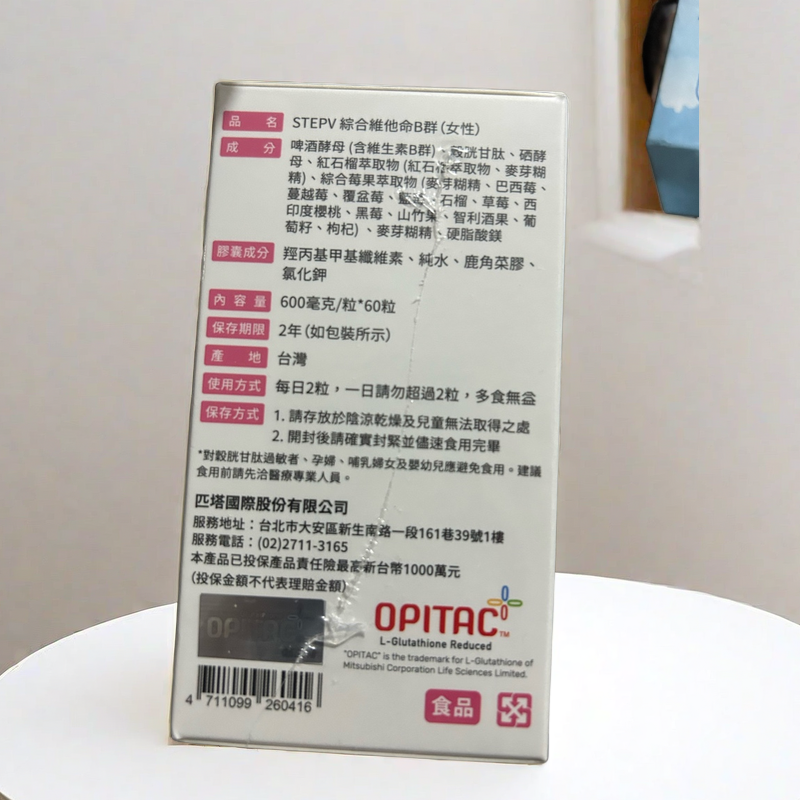 品名 STEPV 綜合維他命B群(女性)
成分 啤酒酵母(含維生素B群)、穀胱甘肽、硒酵
母、紅石榴萃取物(紅石榴萃取物、麥芽糊
精)、綜合莓果萃取物(麥芽糊精、巴西莓、
蔓越莓、覆盆莓、藍莓、石榴、草莓、西
印度櫻桃、黑莓、山竹果、智利酒果、葡
萄籽、枸杞)、麥芽糊精、硬脂酸鎂
膠囊成分 羥丙基甲基纖維素、純水、鹿角菜膠、
氯化鉀
內容量 600毫克/粒*60粒
保存期限 2年(如包裝所示)
產地 台灣
使用方式 每日2粒，一日請勿超過2粒，多食無益
保存方式 1. 請存放於陰涼乾燥及兒童無法取得之處
2. 開封後請確實封緊並儘速食用完畢
*對穀胱甘肽過敏者、孕婦、哺乳婦女及嬰幼兒應避免食用。建議
食用前請先洽醫療專業人員。
匹塔國際股份有限公司
服務地址：台北市大安區新生南路一段161巷39號1樓
服務電話：(02)2711-3165
本產品已投保產品責任險最高新台幣1000萬元
(投保金額不代表理賠金額)
OPITAC
OPITAC™
L-Glutathione Reduced
"OPITAC" is the trademark for L-Glutathione of
Mitsubishi Corporation Life Sciences Limited.
4 711099 260416
食品